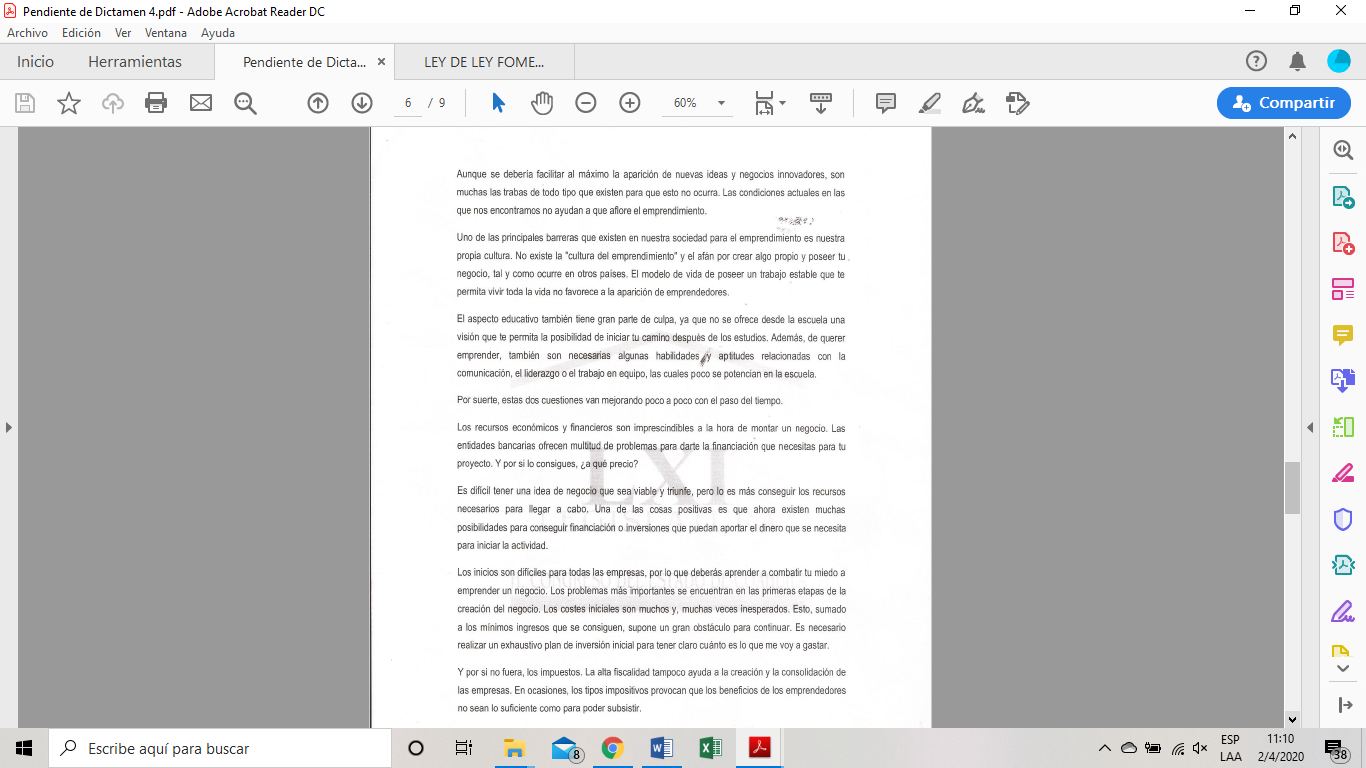 Pendiente de Dictamen 4.pdf - Adobe Acrobat Reader DC
Archivo Edición Ver Ventana Ayuda
Inicio Herramientas Pendiente de Dicta... × LEY DE LEY FOME...
6 / 9 60% Compartir
Aunque se debería facilitar al máximo la aparición de nuevas ideas y negocios innovadores, son
muchas las trabas de todo tipo que existen para que esto no ocurra. Las condiciones actuales en las
que nos encontramos no ayudan a que aflore el emprendimiento.
Uno de las principales barreras que existen en nuestra sociedad para el emprendimiento es nuestra
propia cultura. No existe la "cultura del emprendimiento" y el afán por crear algo propio y poseer tu
negocio, tal y como ocurre en otros países. El modelo de vida de poseer un trabajo estable que te
permita vivir toda la vida no favorece a la aparición de emprendedores.
El aspecto educativo también tiene gran parte de culpa, ya que no se ofrece desde la escuela una
visión que te permita la posibilidad de iniciar tu camino después de los estudios. Además, de querer
emprender, también son necesarias algunas habilidades y aptitudes relacionadas con la
comunicación, el liderazgo o el trabajo en equipo, las cuales poco se potencian en la escuela.
Por suerte, estas dos cuestiones van mejorando poco a poco con el paso del tiempo.
Los recursos económicos y financieros son imprescindibles a la hora de montar un negocio. Las
entidades bancarias ofrecen multitud de problemas para darte la financiación que necesitas para tu
proyecto. Y por si lo consigues, ¿a qué precio?
LXI
Es difícil tener una idea de negocio que sea viable y triunfe, pero lo es más conseguir los recursos
necesarios para llegar a cabo. Una de las cosas positivas es que ahora existen muchas
posibilidades para conseguir financiación o inversiones que puedan aportar el dinero que se necesita
para iniciar la actividad.
Los inicios son difíciles para todas las empresas, por lo que deberás aprender a combatir tu miedo a
emprender un negocio. Los problemas más importantes se encuentran en las primeras etapas de la
creación del negocio. Los costes iniciales son muchos y, muchas veces inesperados. Esto, sumado
a los mínimos ingresos que se consiguen, supone un gran obstáculo para continuar. Es necesario
realizar un exhaustivo plan de inversión inicial para tener claro cuánto es lo que me voy a gastar.
Y por si no fuera, los impuestos. La alta fiscalidad tampoco ayuda a la creación y la consolidación de
las empresas. En ocasiones, los tipos impositivos provocan que los beneficios de los emprendedores
no sean lo suficiente como para poder subsistir.
Escribe aquí para buscar 8 ESP 11:10
LAA 2/4/2020 38